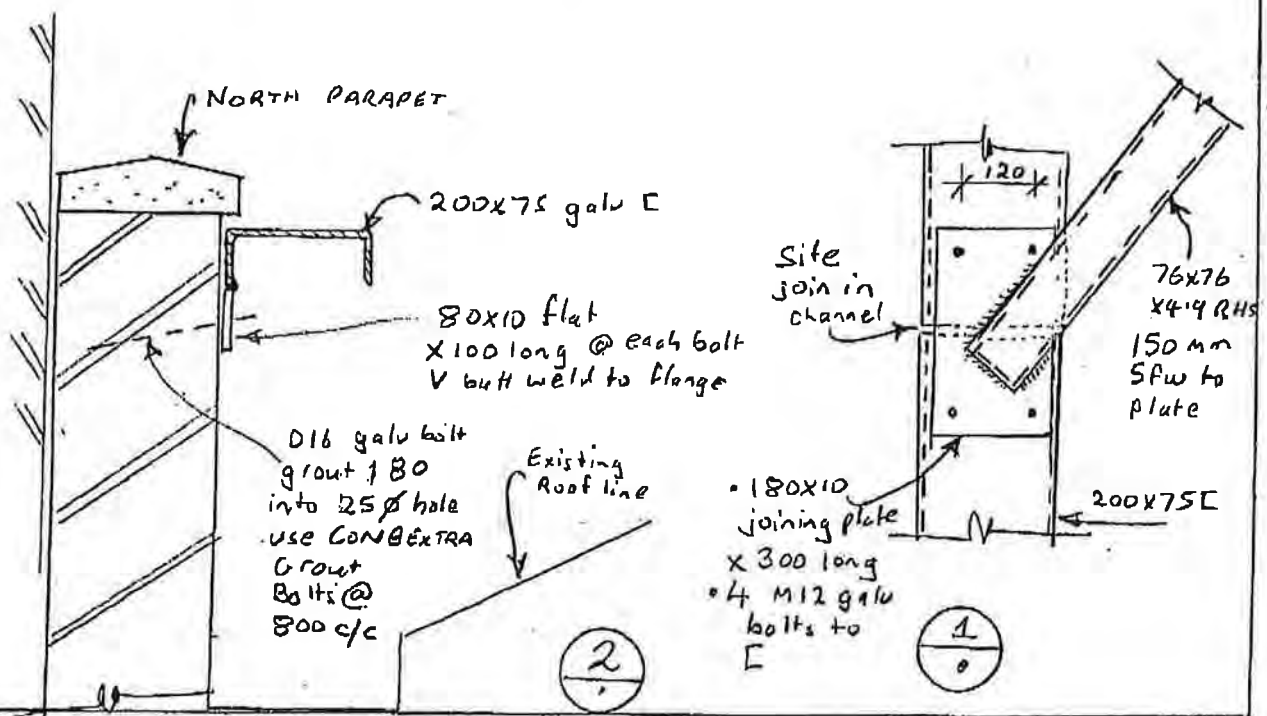 NORTH PARAPET
200x75 galv [
80x10 flat
x100 long @ each bolt
V butt weld to flange
D16 galv bolt
grout 180
into 25ø hole
use CONBEXTRA
Grout
Bolts @
800 c/c
Existing
Roof line
2
120
Site
join in
channel
76x76
x4.9 RHS
150 mm
5fw to
plate
• 180x10
joining plate
x 300 long
• 4 M12 galv
bolts to
[
200x75[
1